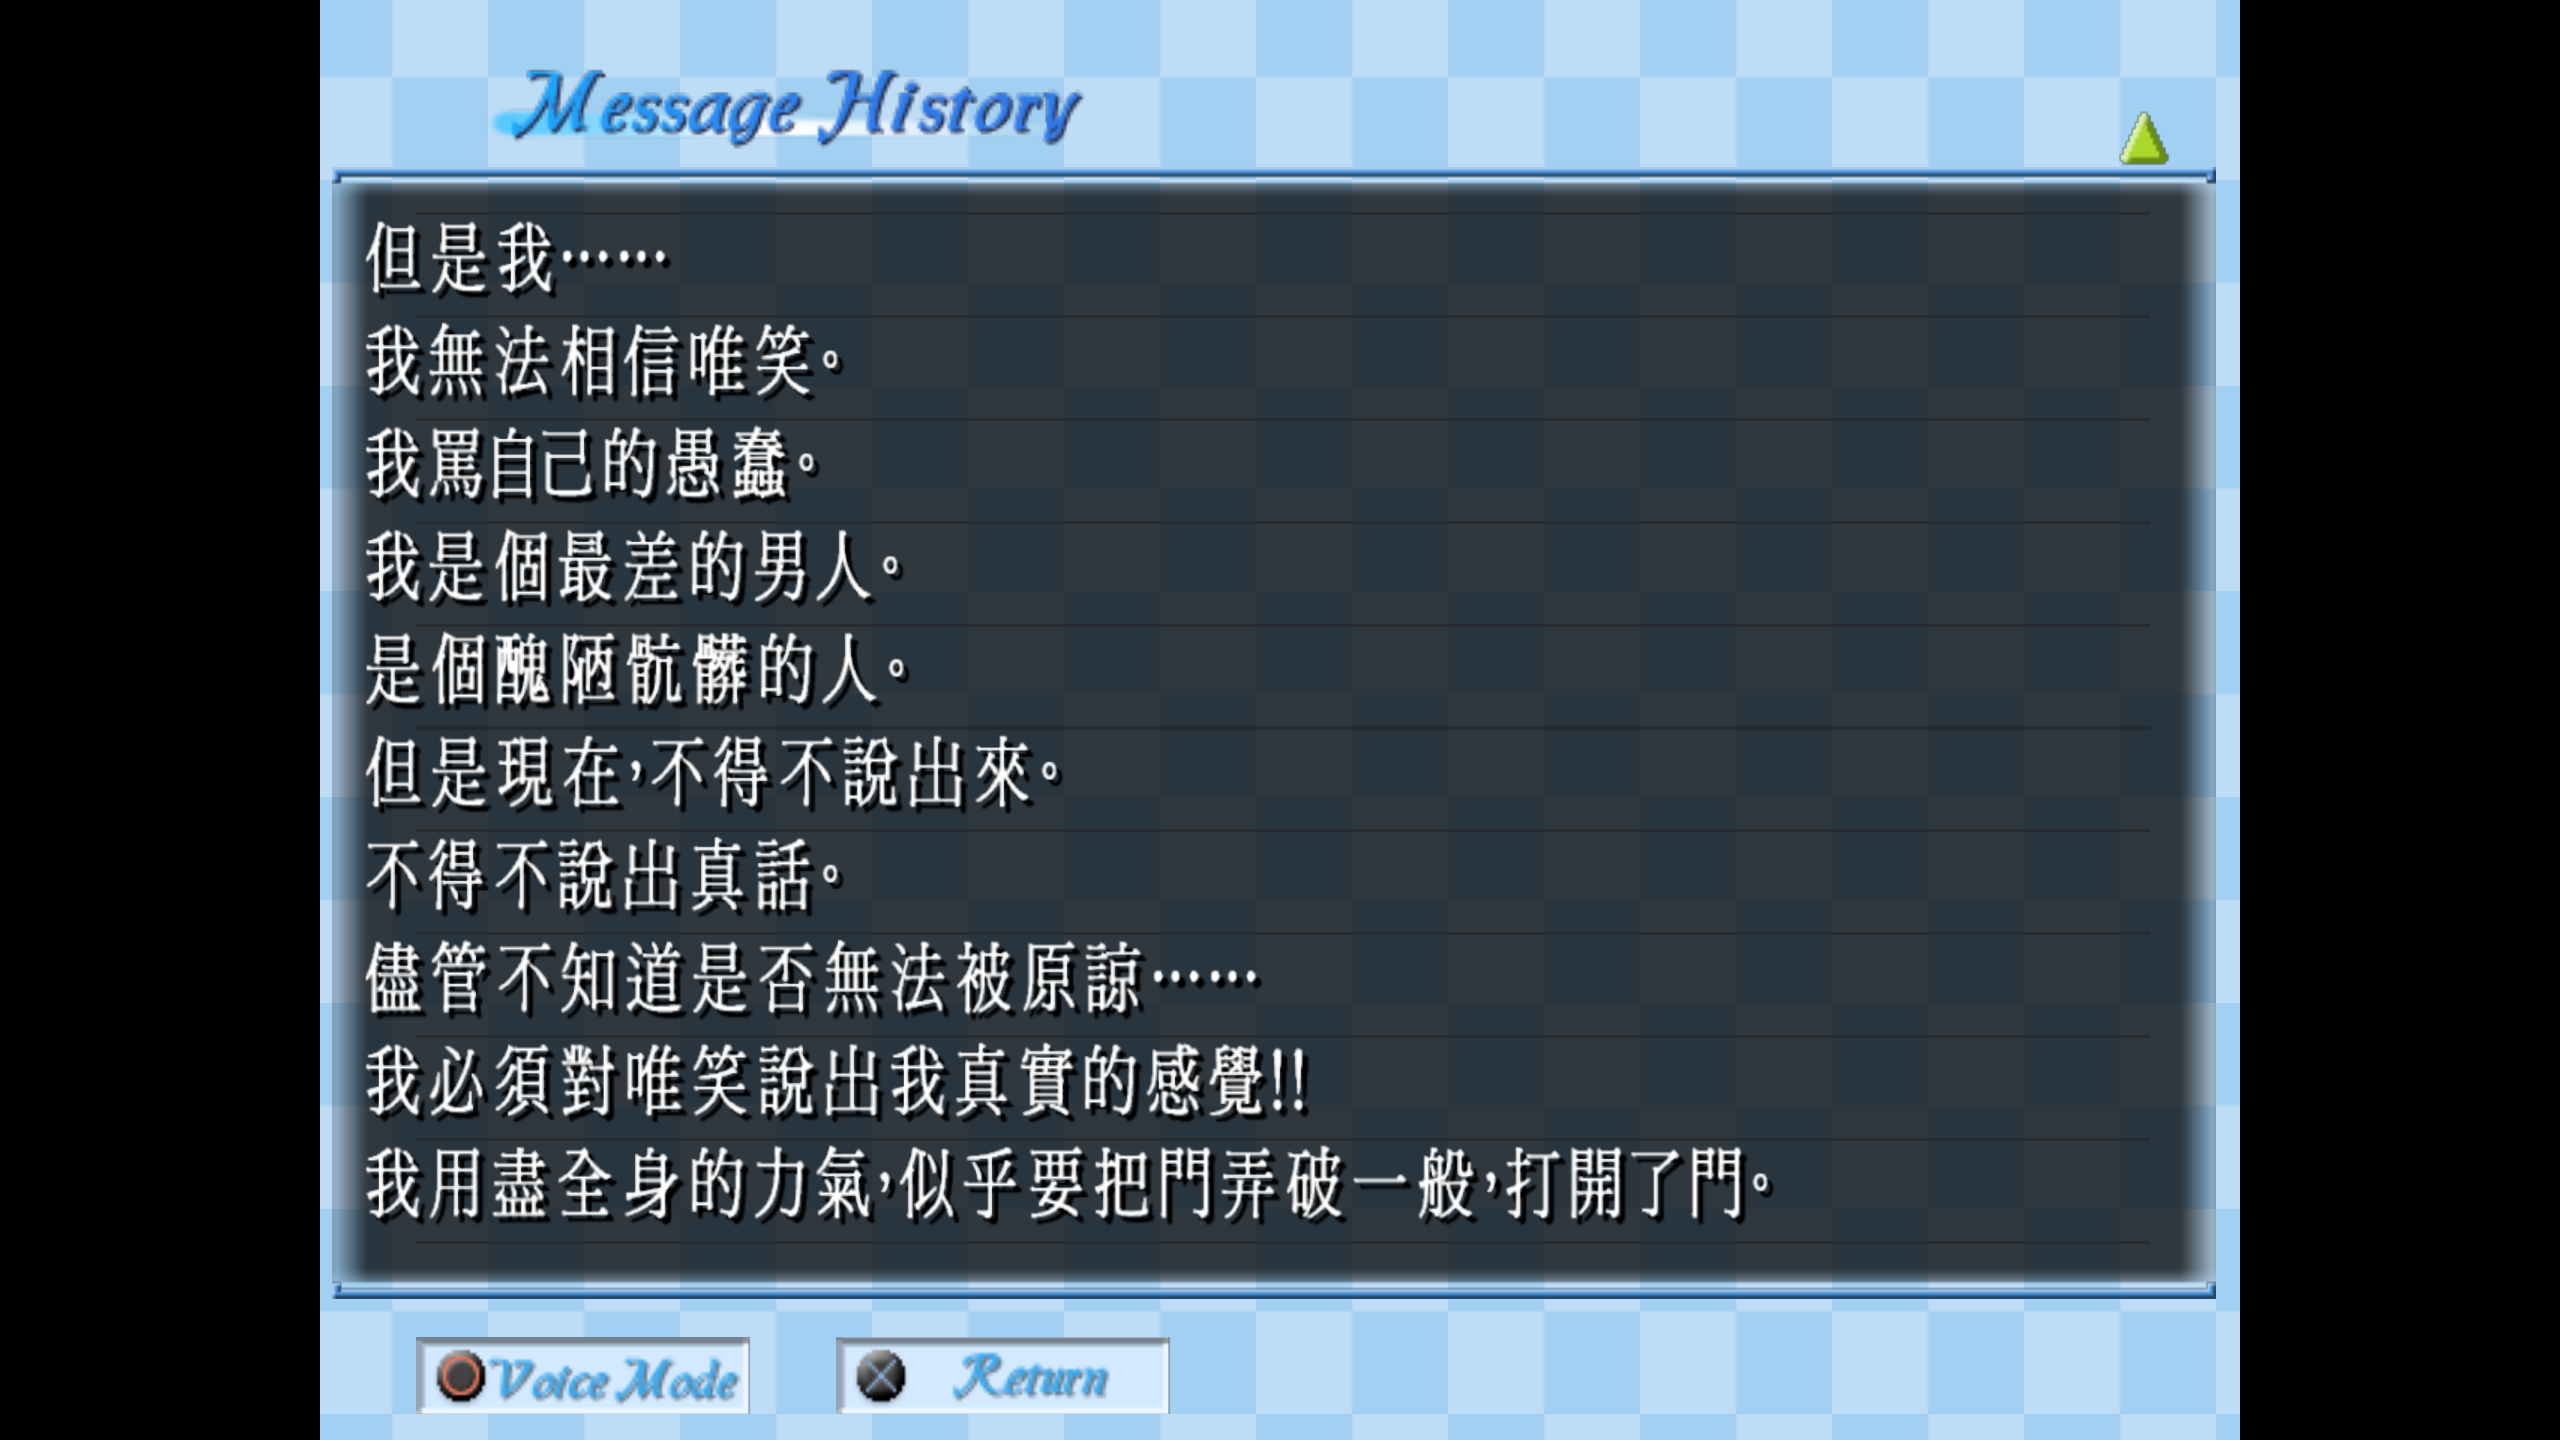 Message History
但是我……
我無法相信唯笑。
我罵自己的愚蠢。
我是個最差的男人。
是個醜陋骯髒的人。
但是現在,不得不說出來。
不得不說出真話。
儘管不知道是否無法被原諒……
我必須對唯笑說出我真實的感覺!!
我用盡全身的力氣,似乎要把門弄破一般,打開了門。
Voice Mode
Return